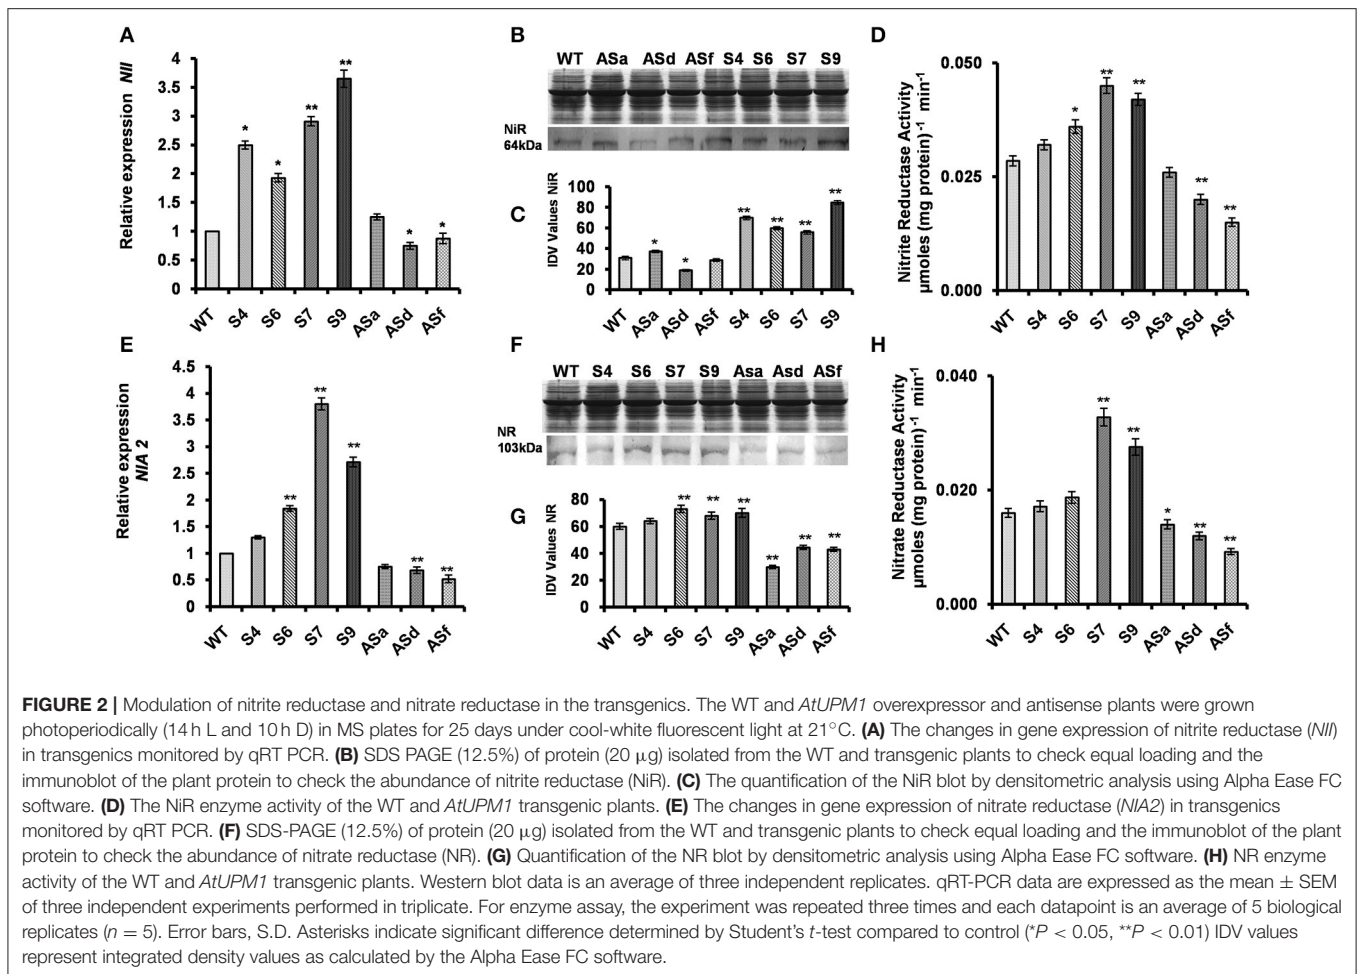 A
Relative expression NII
4
3.5
3
2.5
2
1.5
1
0.5
0
* * ** ** * *
WT S4 S6 S7 S9 ASa ASd ASf
B
WT ASa ASd ASf S4 S6 S7 S9
NiR
64kDa
C
IDV Values NiR
100
80
60
40
20
0
* * ** ** ** **
WT ASa ASd ASf S4 S6 S7 S9
D
Nitrite Reductase Activity
µmoles (mg protein)-1 min-1
0.050
0.025
0.000
* ** ** ** **
WT S4 S6 S7 S9 ASa ASd ASf
E
Relative expression
NIA 2
4.5
4
3.5
3
2.5
2
1.5
1
0.5
0
** ** ** ** **
WT S4 S6 S7 S9 ASa ASd ASf
F
WT S4 S6 S7 S9 Asa Asd ASf
NR
103kDa
G
IDV Values NR
80
60
40
20
0
** ** ** ** ** **
WT S4 S6 S7 S9 ASa ASd ASf
H
Nitrate Reductase Activity
µmoles (mg protein)-1 min-1
0.040
0.020
0.000
** ** * ** **
WT S4 S6 S7 S9 ASa ASd ASf
FIGURE 2 | Modulation of nitrite reductase and nitrate reductase in the transgenics. The WT and AtUPM1 overexpressor and antisense plants were grown
photoperiodically (14 h L and 10 h D) in MS plates for 25 days under cool-white fluorescent light at 21°C. (A) The changes in gene expression of nitrite reductase (NII)
in transgenics monitored by qRT PCR. (B) SDS PAGE (12.5%) of protein (20 µg) isolated from the WT and transgenic plants to check equal loading and the
immunoblot of the plant protein to check the abundance of nitrite reductase (NiR). (C) The quantification of the NiR blot by densitometric analysis using Alpha Ease FC
software. (D) The NiR enzyme activity of the WT and AtUPM1 transgenic plants. (E) The changes in gene expression of nitrate reductase (NIA2) in transgenics
monitored by qRT PCR. (F) SDS-PAGE (12.5%) of protein (20 µg) isolated from the WT and transgenic plants to check equal loading and the immunoblot of the plant
protein to check the abundance of nitrate reductase (NR). (G) Quantification of the NR blot by densitometric analysis using Alpha Ease FC software. (H) NR enzyme
activity of the WT and AtUPM1 transgenic plants. Western blot data is an average of three independent replicates. qRT-PCR data are expressed as the mean ± SEM
of three independent experiments performed in triplicate. For enzyme assay, the experiment was repeated three times and each datapoint is an average of 5 biological
replicates (n = 5). Error bars, S.D. Asterisks indicate significant difference determined by Student's t-test compared to control (*P < 0.05, **P < 0.01) IDV values
represent integrated density values as calculated by the Alpha Ease FC software.